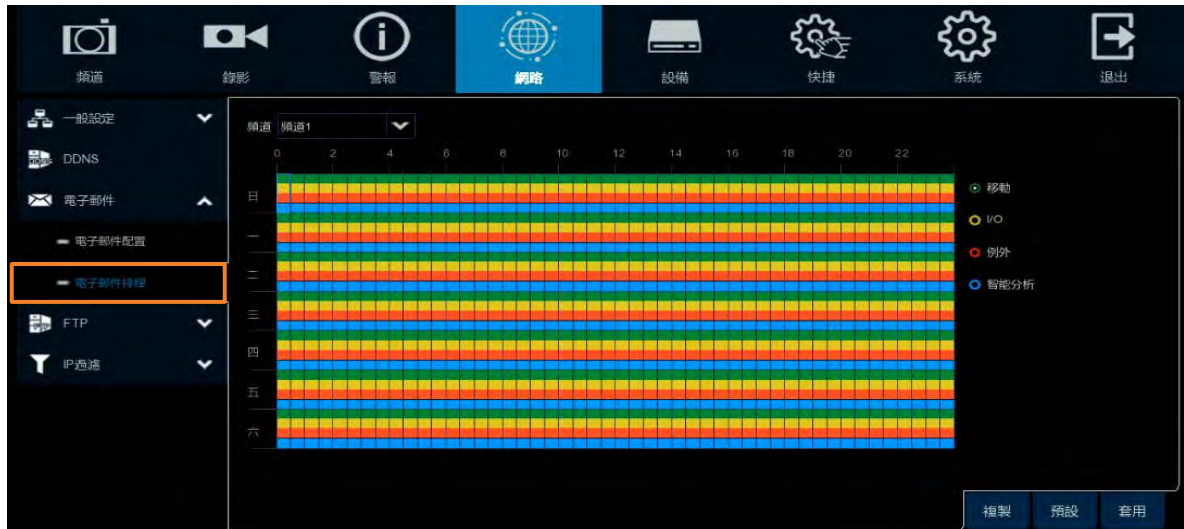 頻道 錄影 警報 網路 設備 快捷 系統 退出
一般設定
DDNS
電子郵件
電子郵件配置
電子郵件排程
FTP
IP過濾
頻道 頻道1
0 2 4 6 8 10 12 14 16 18 20 22
日
一
二
三
四
五
六
移動
I/O
例外
智能分析
複製 預設 套用